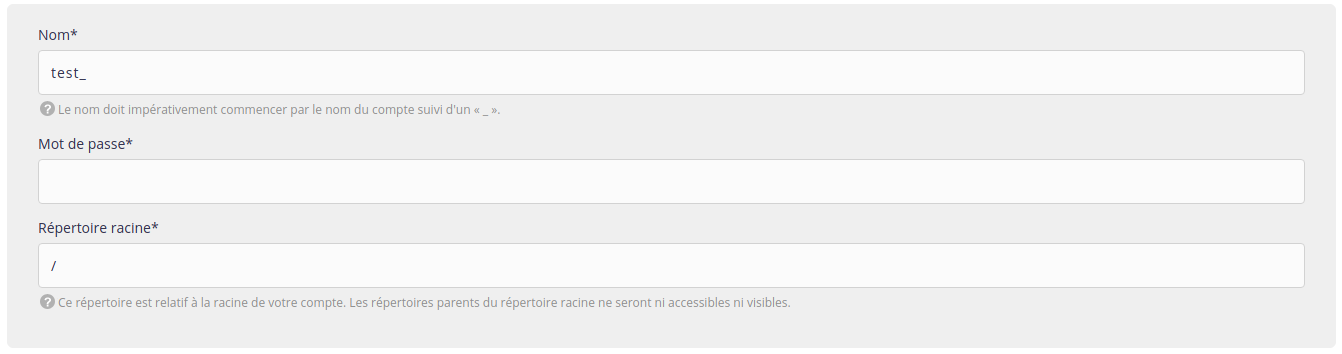 Nom*
test_
? Le nom doit impérativement commencer par le nom du compte suivi d'un « _ ».
Mot de passe*
Répertoire racine*
/
? Ce répertoire est relatif à la racine de votre compte. Les répertoires parents du répertoire racine ne seront ni accessibles ni visibles.